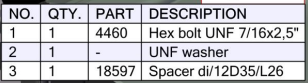 NO. QTY. PART DESCRIPTION
1 1 4460 Hex bolt UNF 7/16x2,5"
2 1 - UNF washer
3 1 18597 Spacer di/12D35/L26